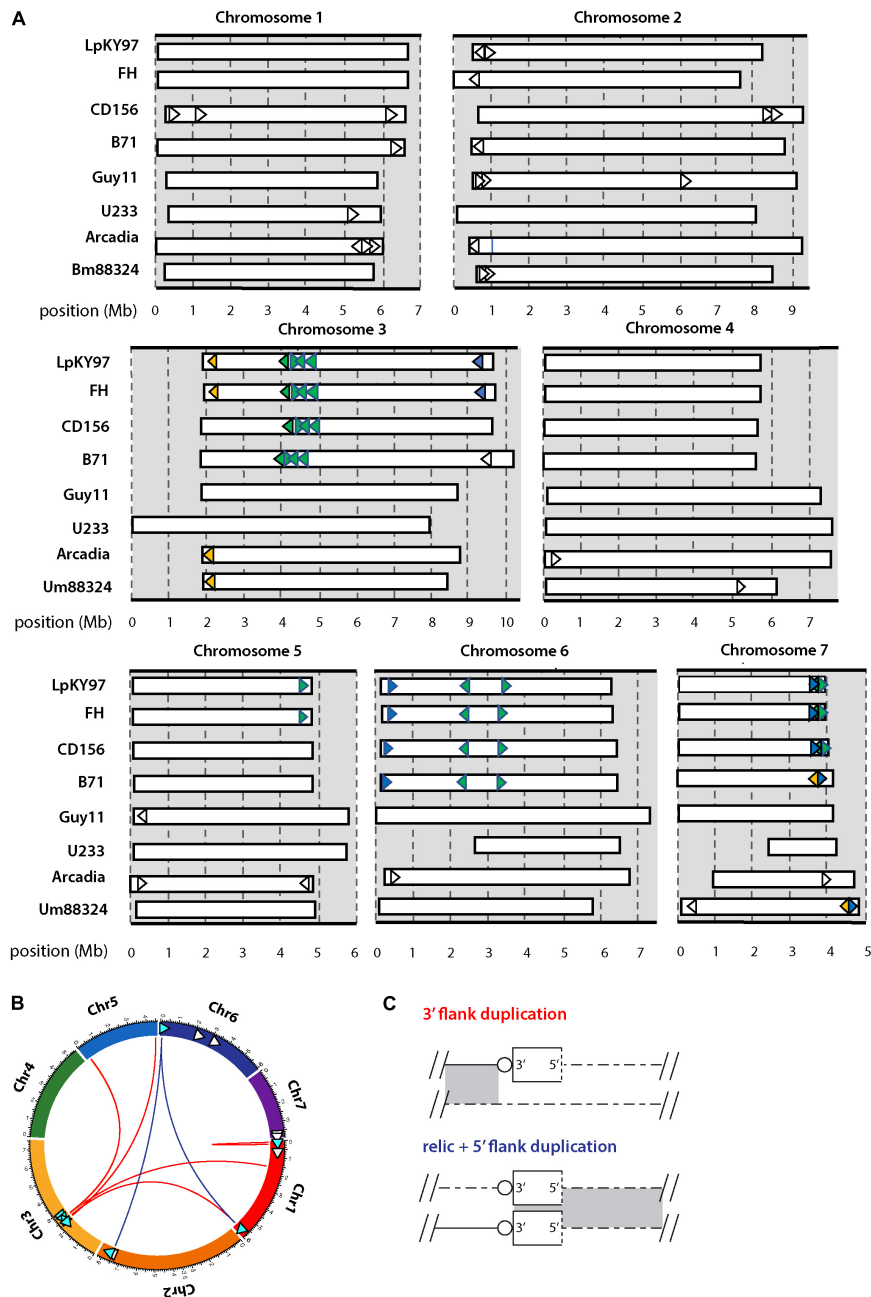 A
Chromosome 1
Chromosome 2
LpKY97
FH
CD156
B71
Guy11
U233
Arcadia
Bm88324
position (Mb)
0 1 2 3 4 5 6 7
0 1 2 3 4 5 6 7 8 9
Chromosome 3
Chromosome 4
LpKY97
FH
CD156
B71
Guy11
U233
Arcadia
Um88324
position (Mb)
0 1 2 3 4 5 6 7 8 9 10
0 1 2 3 4 5 6 7
Chromosome 5
Chromosome 6
Chromosome 7
LpKY97
FH
CD156
B71
Guy11
U233
Arcadia
Um88324
position (Mb)
0 1 2 3 4 5 6
0 1 2 3 4 5 6 7
0 1 2 3 4 5
B
Chr5
Chr6
Chr4
Chr7
Chr3
Chr1
Chr2
C
3' flank duplication
3' 5'
relic + 5' flank duplication
3' 5'
3' 5'